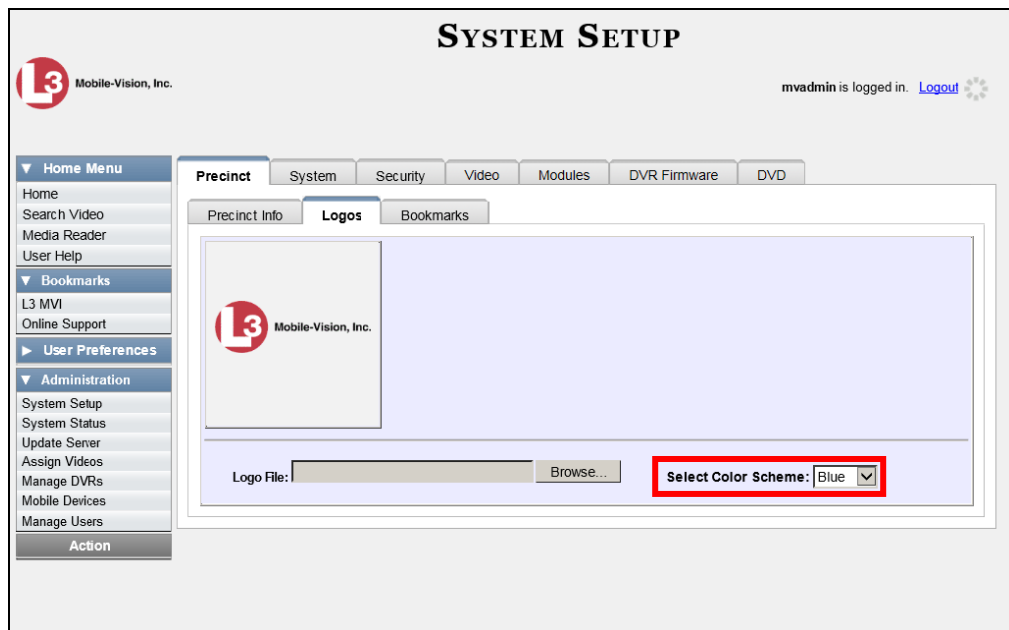 SYSTEM SETUP
L3 Mobile-Vision, Inc.
mvadmin is logged in. Logout
Home Menu
Home
Search Video
Media Reader
User Help
Bookmarks
L3 MVI
Online Support
User Preferences
Administration
System Setup
System Status
Update Server
Assign Videos
Manage DVRs
Mobile Devices
Manage Users
Action
Precinct System Security Video Modules DVR Firmware DVD
Precinct Info Logos Bookmarks
L3 Mobile-Vision, Inc.
Logo File: Browse... Select Color Scheme: Blue